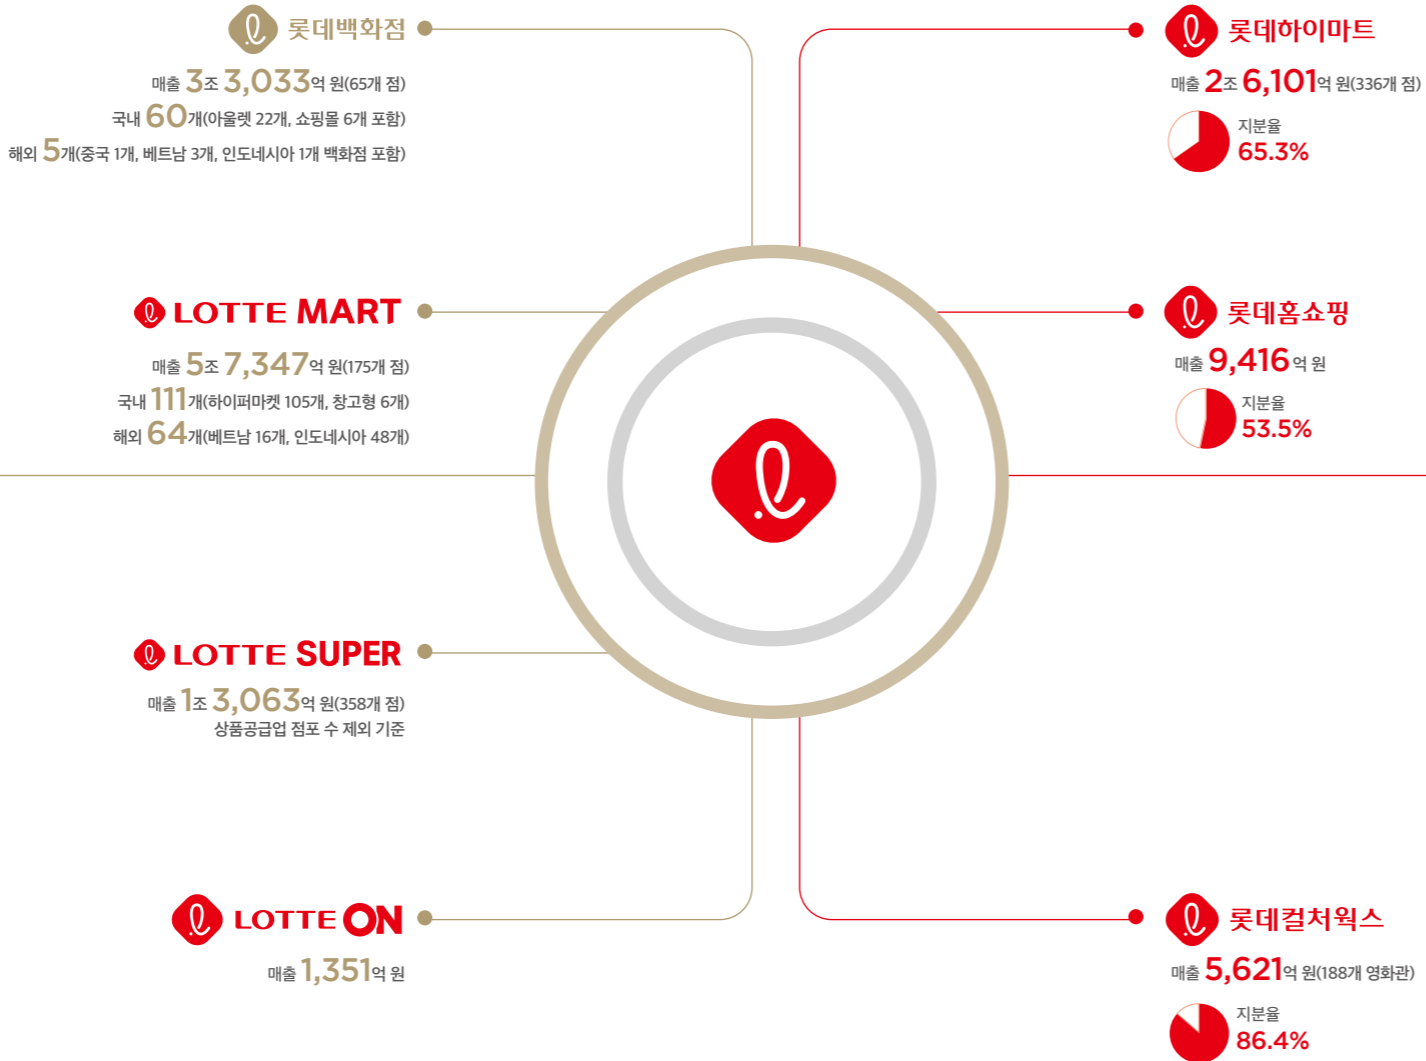 롯데백화점
매출 3조 3,033억 원(65개 점)
국내 60개(아울렛 22개, 쇼핑몰 6개 포함)
해외 5개(중국 1개, 베트남 3개, 인도네시아 1개 백화점 포함)
LOTTE MART
매출 5조 7,347억 원(175개 점)
국내 111개(하이퍼마켓 105개, 창고형 6개)
해외 64개(베트남 16개, 인도네시아 48개)
LOTTE SUPER
매출 1조 3,063억 원(358개 점)
상품공급업 점포 수 제외 기준
LOTTE ON
매출 1,351억 원
롯데하이마트
매출 2조 6,101억 원(336개 점)
지분율
65.3%
롯데홈쇼핑
매출 9,416억 원
지분율
53.5%
롯데컬처웍스
매출 5,621억 원(188개 영화관)
지분율
86.4%